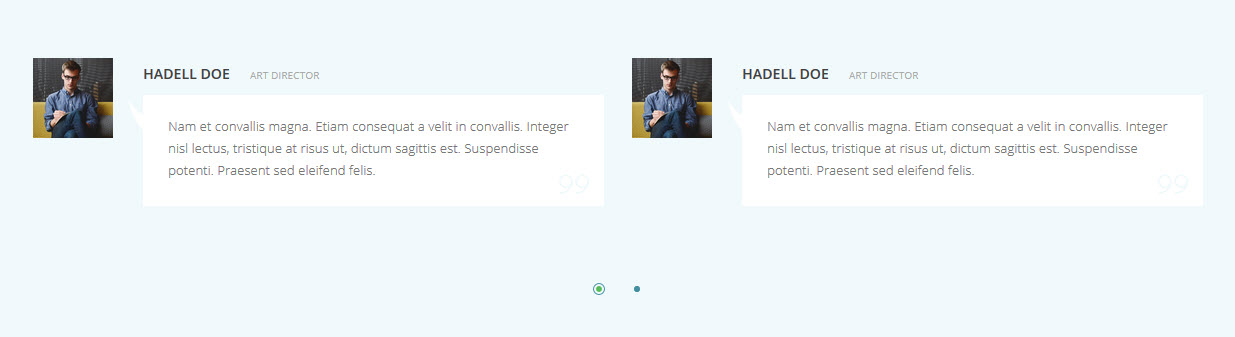 HADELL DOE ART DIRECTOR
Nam et convallis magna. Etiam consequat a velit in convallis. Integer
nisl lectus, tristique at risus ut, dictum sagittis est. Suspendisse
potenti. Praesent sed eleifend felis.
”
HADELL DOE ART DIRECTOR
Nam et convallis magna. Etiam consequat a velit in convallis. Integer
nisl lectus, tristique at risus ut, dictum sagittis est. Suspendisse
potenti. Praesent sed eleifend felis.
”